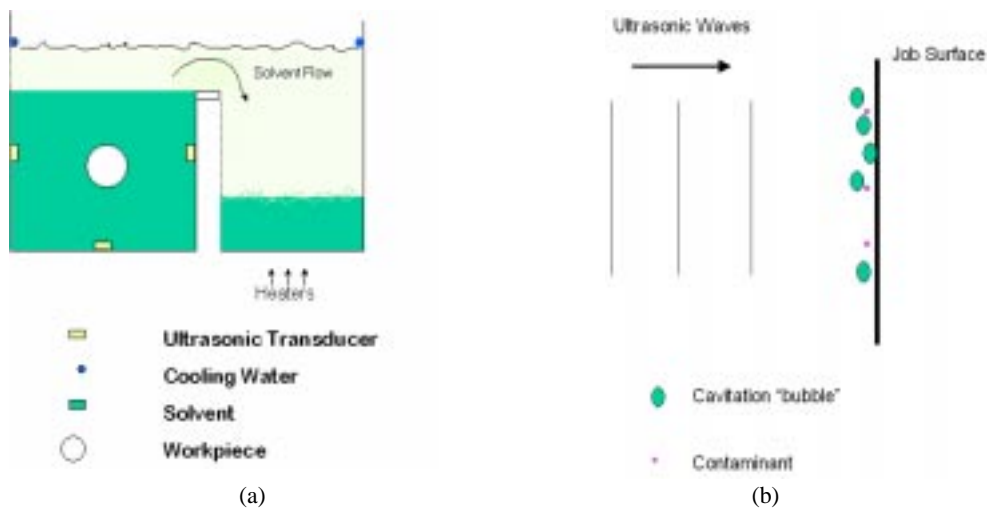 Solvent Flow
Heaters
Ultrasonic Transducer
Cooling Water
Solvent
Workpiece
(a)
Ultrasonic Waves
Job Surface
Cavitation "bubble"
Contaminant
(b)